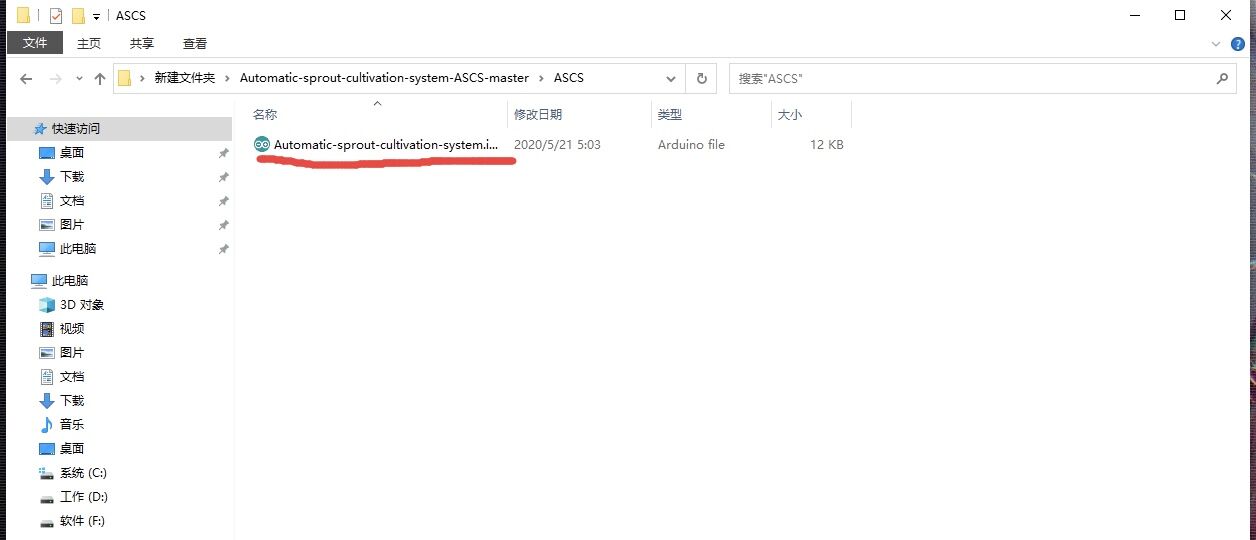 ASCS
文件 主页 共享 查看
新建文件夹 Automatic-sprout-cultivation-system-ASCS-master ASCS
搜索"ASCS"
名称 修改日期 类型 大小
Automatic-sprout-cultivation-system.i... 2020/5/21 5:03 Arduino file 12 KB
快速访问
桌面
下载
文档
图片
此电脑
此电脑
3D 对象
视频
图片
文档
下载
音乐
桌面
系统 (C:)
工作 (D:)
软件 (F:)